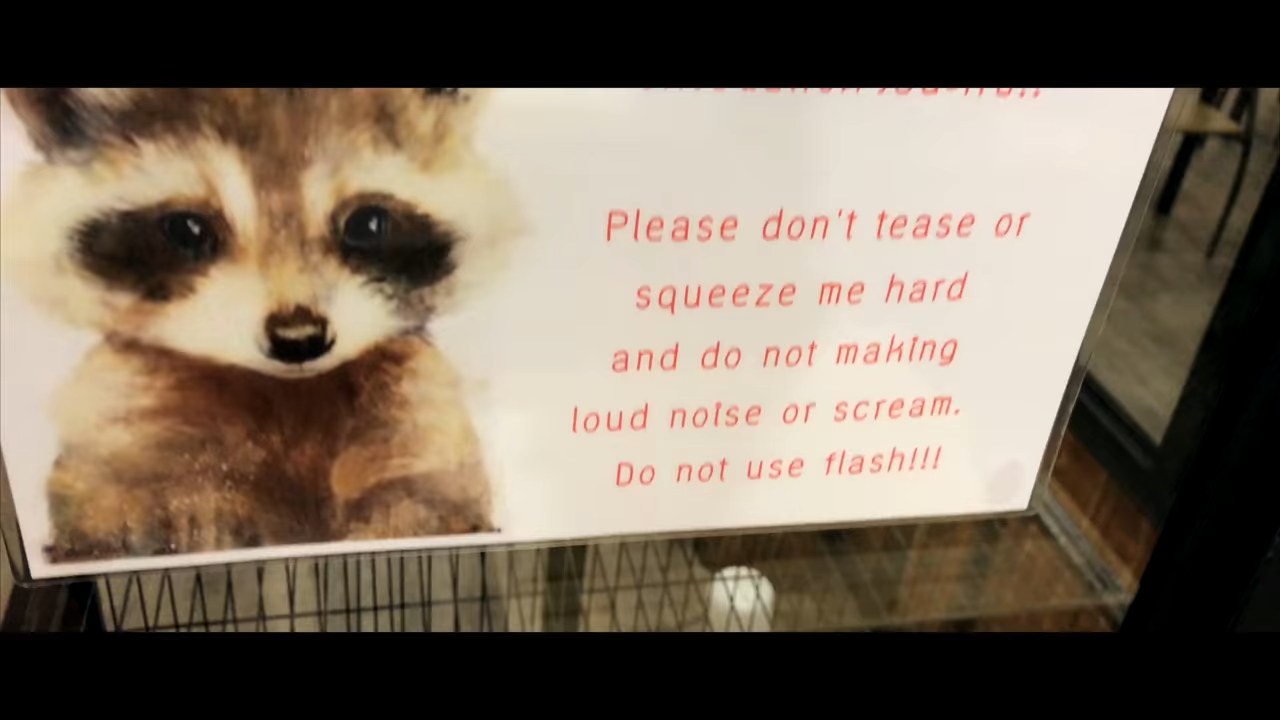 Please don't tease or
squeeze me hard
and do not making
loud noise or scream.
Do not use flash!!!